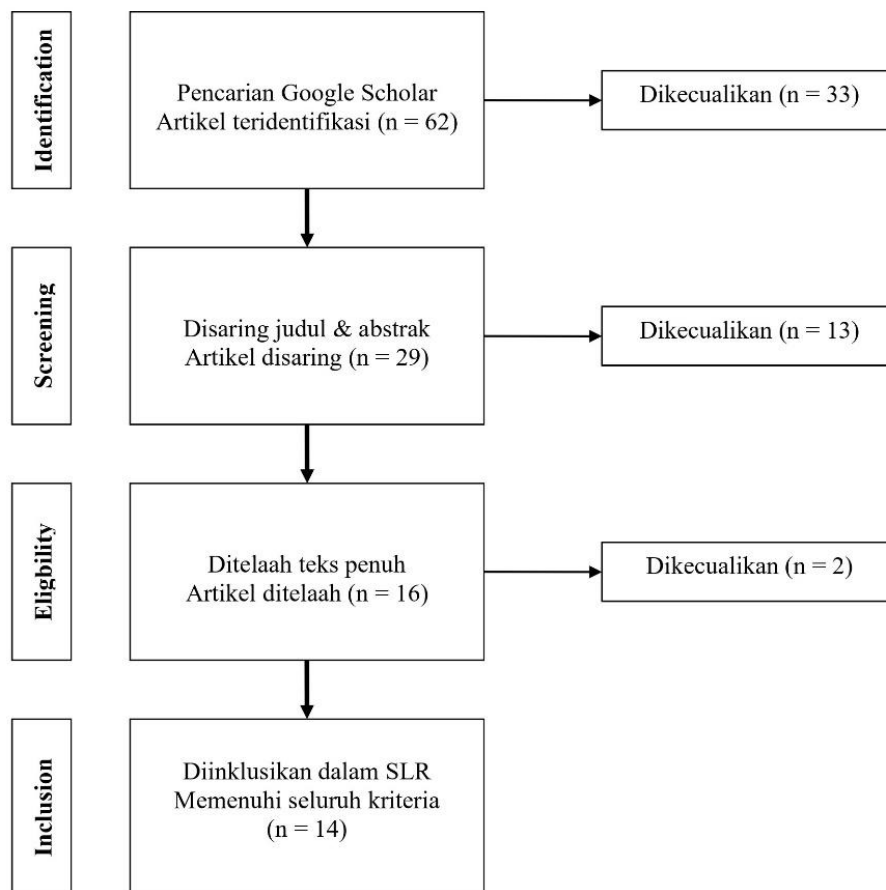 Identification
Pencarian Google Scholar
Artikel teridentifikasi (n = 62)
Dikecualikan (n = 33)
Screening
Disaring judul & abstrak
Artikel disaring (n = 29)
Dikecualikan (n = 13)
Eligbility
Ditelaah teks penuh
Artikel ditelaah (n = 16)
Dikecualikan (n = 2)
Inclusion
Diinklusikan dalam SLR
Memenuhi seluruh kriteria
(n = 14)